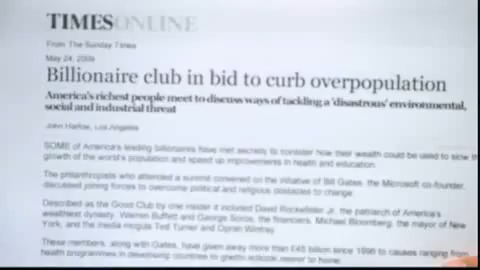 TIMESONLINE
From The Sunday Times
May 24, 2009
Billionaire club in bid to curb overpopulation
America's richest people meet to discuss ways of tackling a 'disastrous' environmental,
social and industrial threat
John Harlow, Los Angeles
SOME of America's leading billionaires have met secretly to consider how their wealth could be used to slow the
growth of the world's population and speed up improvements in health and education.
The philanthropists who attended a summit convened on the initiative of Bill Gates, the Microsoft co-founder,
discussed joining forces to overcome political and religious obstacles to change.
Described as the Good Club by one insider it included David Rockefeller Jr, the patriarch of America's
wealthiest dynasty, Warren Buffett and George Soros, the financiers, Michael Bloomberg, the mayor of New
York, and the media moguls Ted Turner and Oprah Winfrey.
These members, along with Gates, have given away more than £45 billion since 1996 to causes ranging from
health programmes in developing countries to ghetto schools nearer to home.